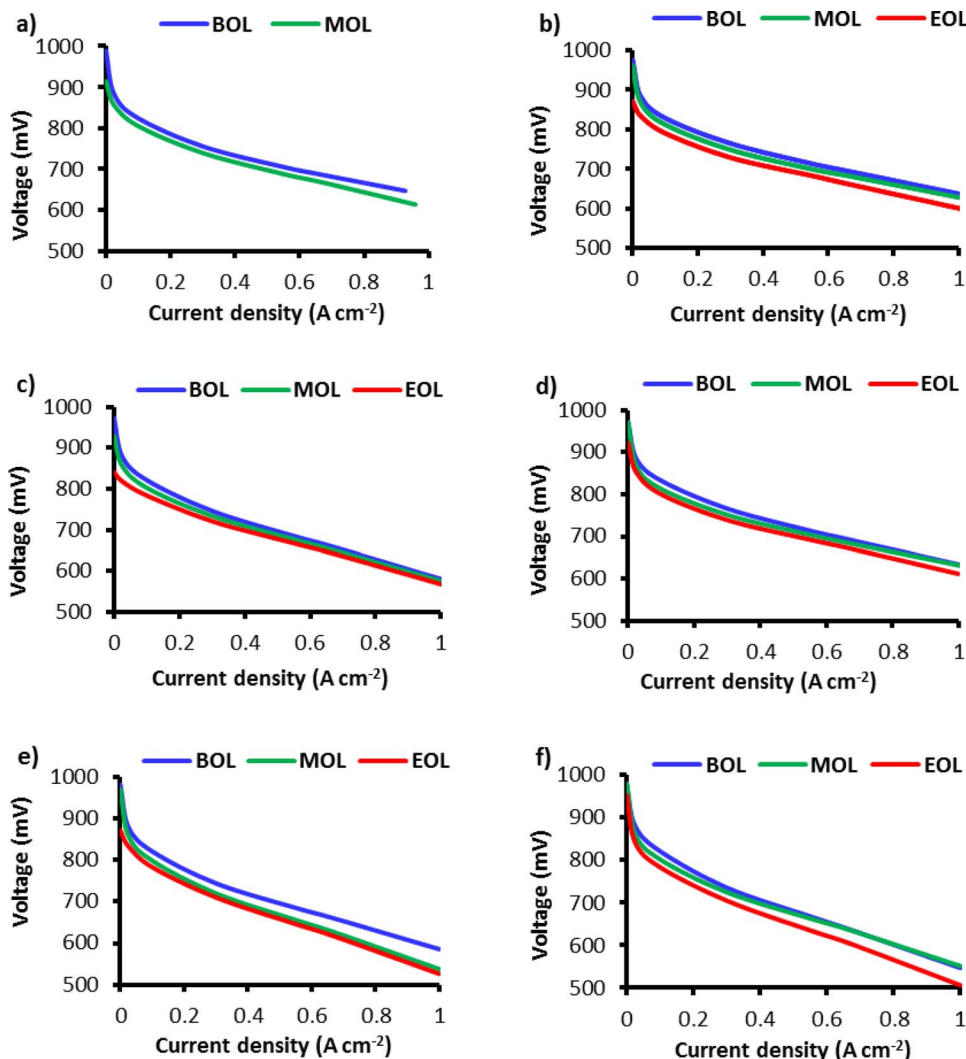 a)
BOL MOL
1000
900
800
700
600
500
Voltage (mV)
0 0.2 0.4 0.6 0.8 1
Current density (A cm⁻²)
b)
BOL MOL EOL
1000
900
800
700
600
500
Voltage (mV)
0 0.2 0.4 0.6 0.8 1
Current density (A cm⁻²)
c)
BOL MOL EOL
1000
900
800
700
600
500
Voltage (mV)
0 0.2 0.4 0.6 0.8 1
Current density (A cm⁻²)
d)
BOL MOL EOL
1000
900
800
700
600
500
Voltage (mV)
0 0.2 0.4 0.6 0.8 1
Current density (A cm⁻²)
e)
BOL MOL EOL
1000
900
800
700
600
500
Voltage (mV)
0 0.2 0.4 0.6 0.8 1
Current density (A cm⁻²)
f)
BOL MOL EOL
1000
900
800
700
600
500
Voltage (mV)
0 0.2 0.4 0.6 0.8 1
Current density (A cm⁻²)